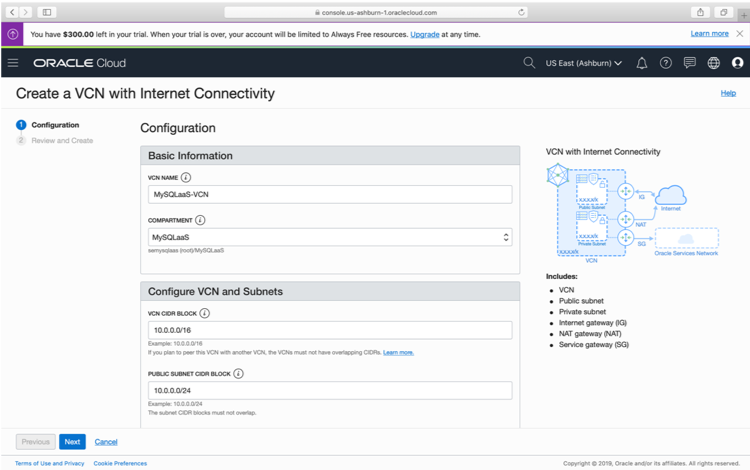 console.us-ashburn-1.oraclecloud.com
You have $300.00 left in your trial. When your trial is over, your account will be limited to Always Free resources. Upgrade at any time.
Learn more
ORACLE Cloud
US East (Ashburn)
Create a VCN with Internet Connectivity
Help
1 Configuration
2 Review and Create
Configuration
Basic Information
VCN NAME
MySQLaaS-VCN
COMPARTMENT
MySQLaaS
semysqlaas (root)/MySQLaaS
Configure VCN and Subnets
VCN CIDR BLOCK
10.0.0.0/16
Example: 10.0.0.0/16
If you plan to peer this VCN with another VCN, the VCNs must not have overlapping CIDRs. Learn more.
PUBLIC SUBNET CIDR BLOCK
10.0.0.0/24
Example: 10.0.0.0/24
The subnet CIDR blocks must not overlap.
VCN with Internet Connectivity
x.x.x.x/x
Public Subnet
IG
Internet
NAT
x.x.x.x/x
Private Subnet
SG
Oracle Services Network
x.x.x.x/x
VCN
Includes:
VCN
Public subnet
Private subnet
Internet gateway (IG)
NAT gateway (NAT)
Service gateway (SG)
Previous
Next
Cancel
Terms of Use and Privacy
Cookie Preferences
Copyright © 2019, Oracle and/or its affiliates. All rights reserved.